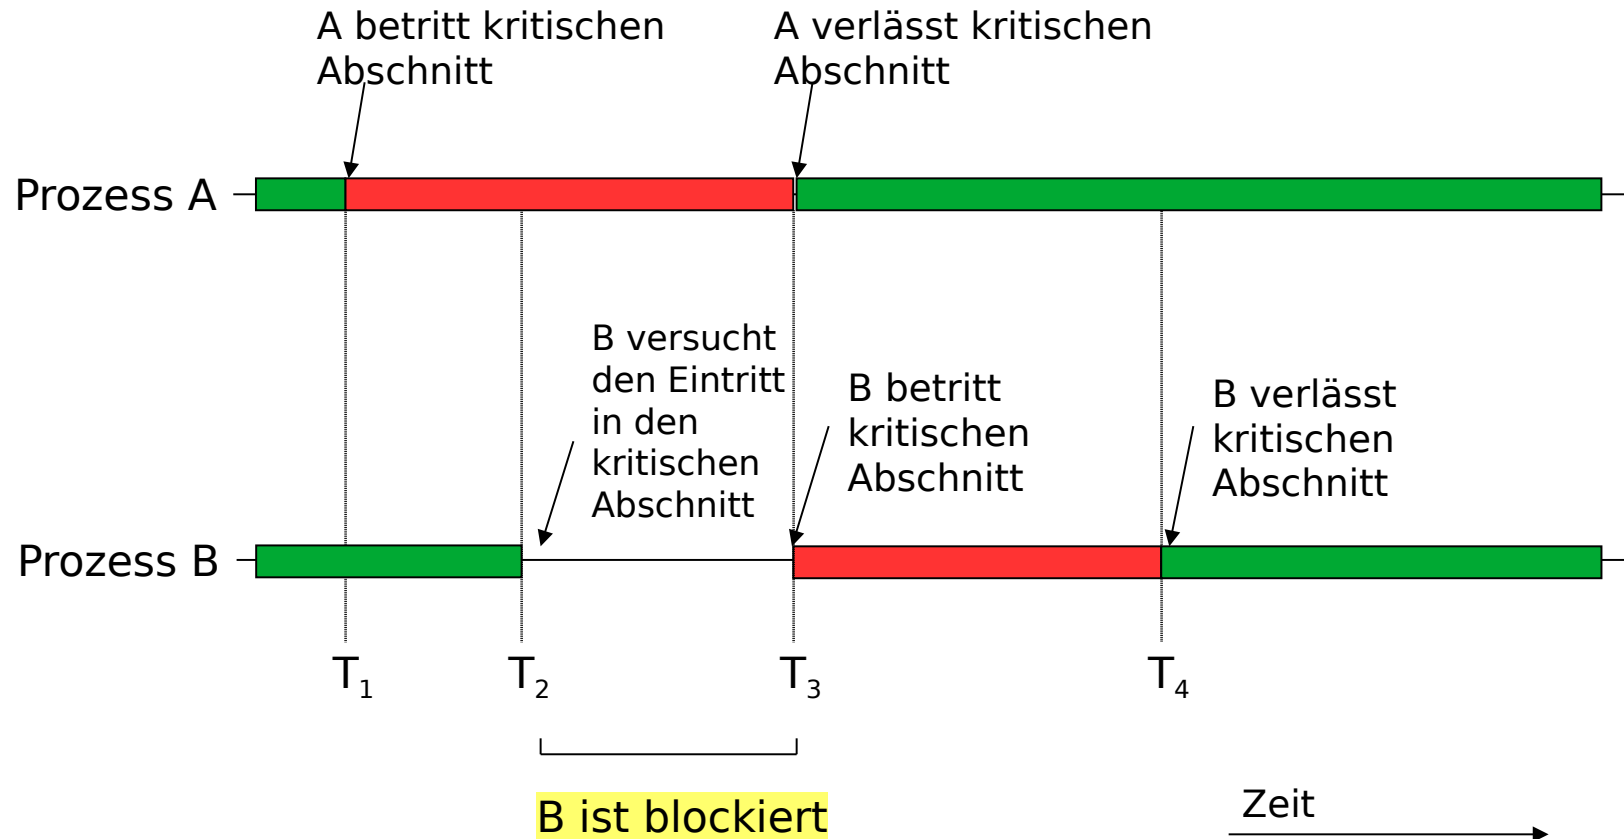 A betritt kritischen
Abschnitt
A verlässt kritischen
Abschnitt
Prozess A
B versucht
den Eintritt
in den
kritischen
Abschnitt
B betritt
kritischen
Abschnitt
B verlässt
kritischen
Abschnitt
Prozess B
T1
T2
T3
T4
B ist blockiert
Zeit